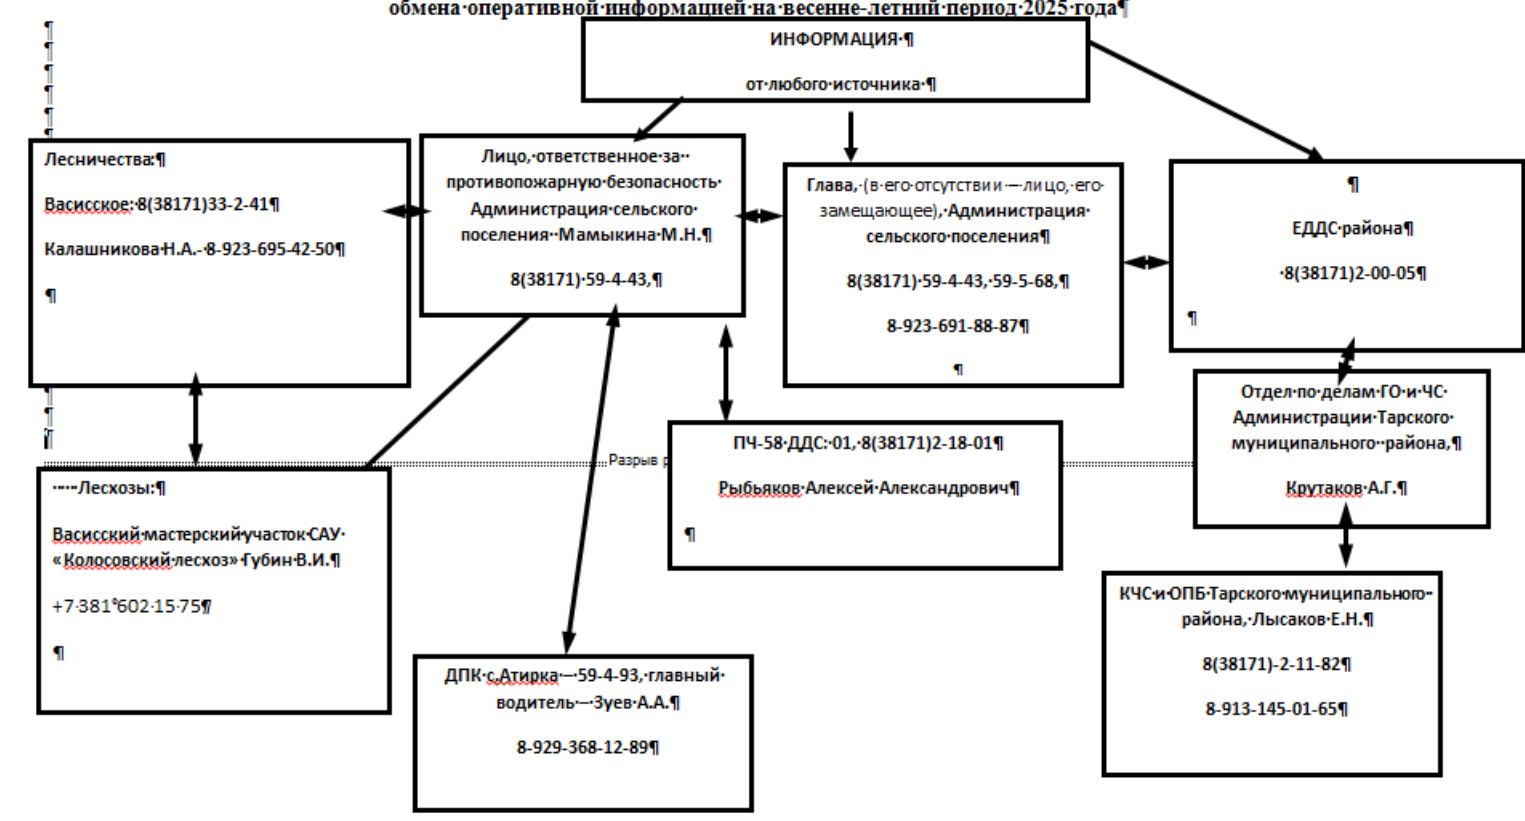 обмена оперативной информацией на весенне-летний период 2025 года¶
ИНФОРМАЦИЯ ¶
от любого источника ¶
Лесничества:¶
Васисское: 8(38171)33-2-41¶
Калашникова Н.А.- 8-923-695-42-50¶
¶
Лицо, ответственное за
противопожарную безопасность
Администрация сельского
поселения Мамыкина М.Н.¶
8(38171) 59-4-43,¶
Глава, (в его отсутствии – лицо, его
замещающее), Администрация
сельского поселения¶
8(38171) 59-4-43, 59-5-68,¶
8-923-691-88-87¶
¶
¶
ЕДДС района¶
8(38171)2-00-05¶
¶
Отдел по делам ГО и ЧС
Администрации Тарского
муниципального района,¶
Крутаков А.Г.¶
ПЧ-58 ДДС: 01, 8(38171)2-18-01¶
Рыбьяков Алексей Александрович¶
¶
Разрыв
Лесхозы:¶
Васисский мастерский участок САУ
«Колосовский лесхоз» Губин В.И.¶
+7 381°602 15 75¶
¶
ДПК с.Атирка – 59-4-93, главный
водитель – Зуев А.А.¶
8-929-368-12-89¶
КЧС и ОПБ Тарского муниципального
района, Лысаков Е.Н.¶
8(38171)-2-11-82¶
8-913-145-01-65¶